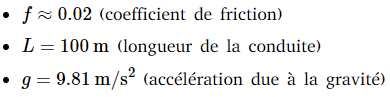 • f ≈ 0.02 (coefficient de friction)
• L = 100 m (longueur de la conduite)
• g = 9.81 m/s² (accélération due à la gravité)